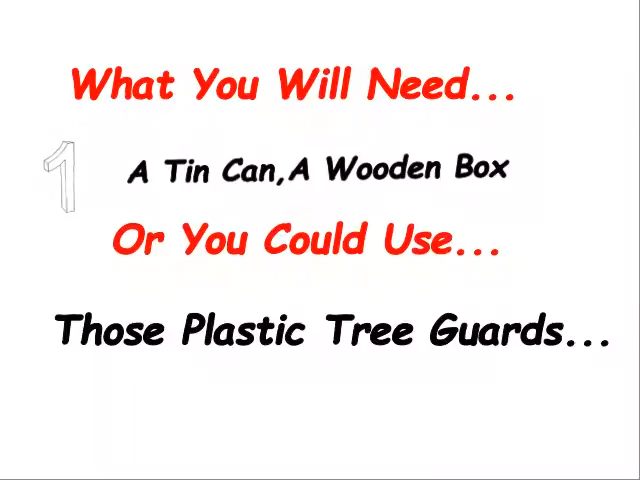 What You Will Need...
1 A Tin Can, A Wooden Box
Or You Could Use...
Those Plastic Tree Guards...